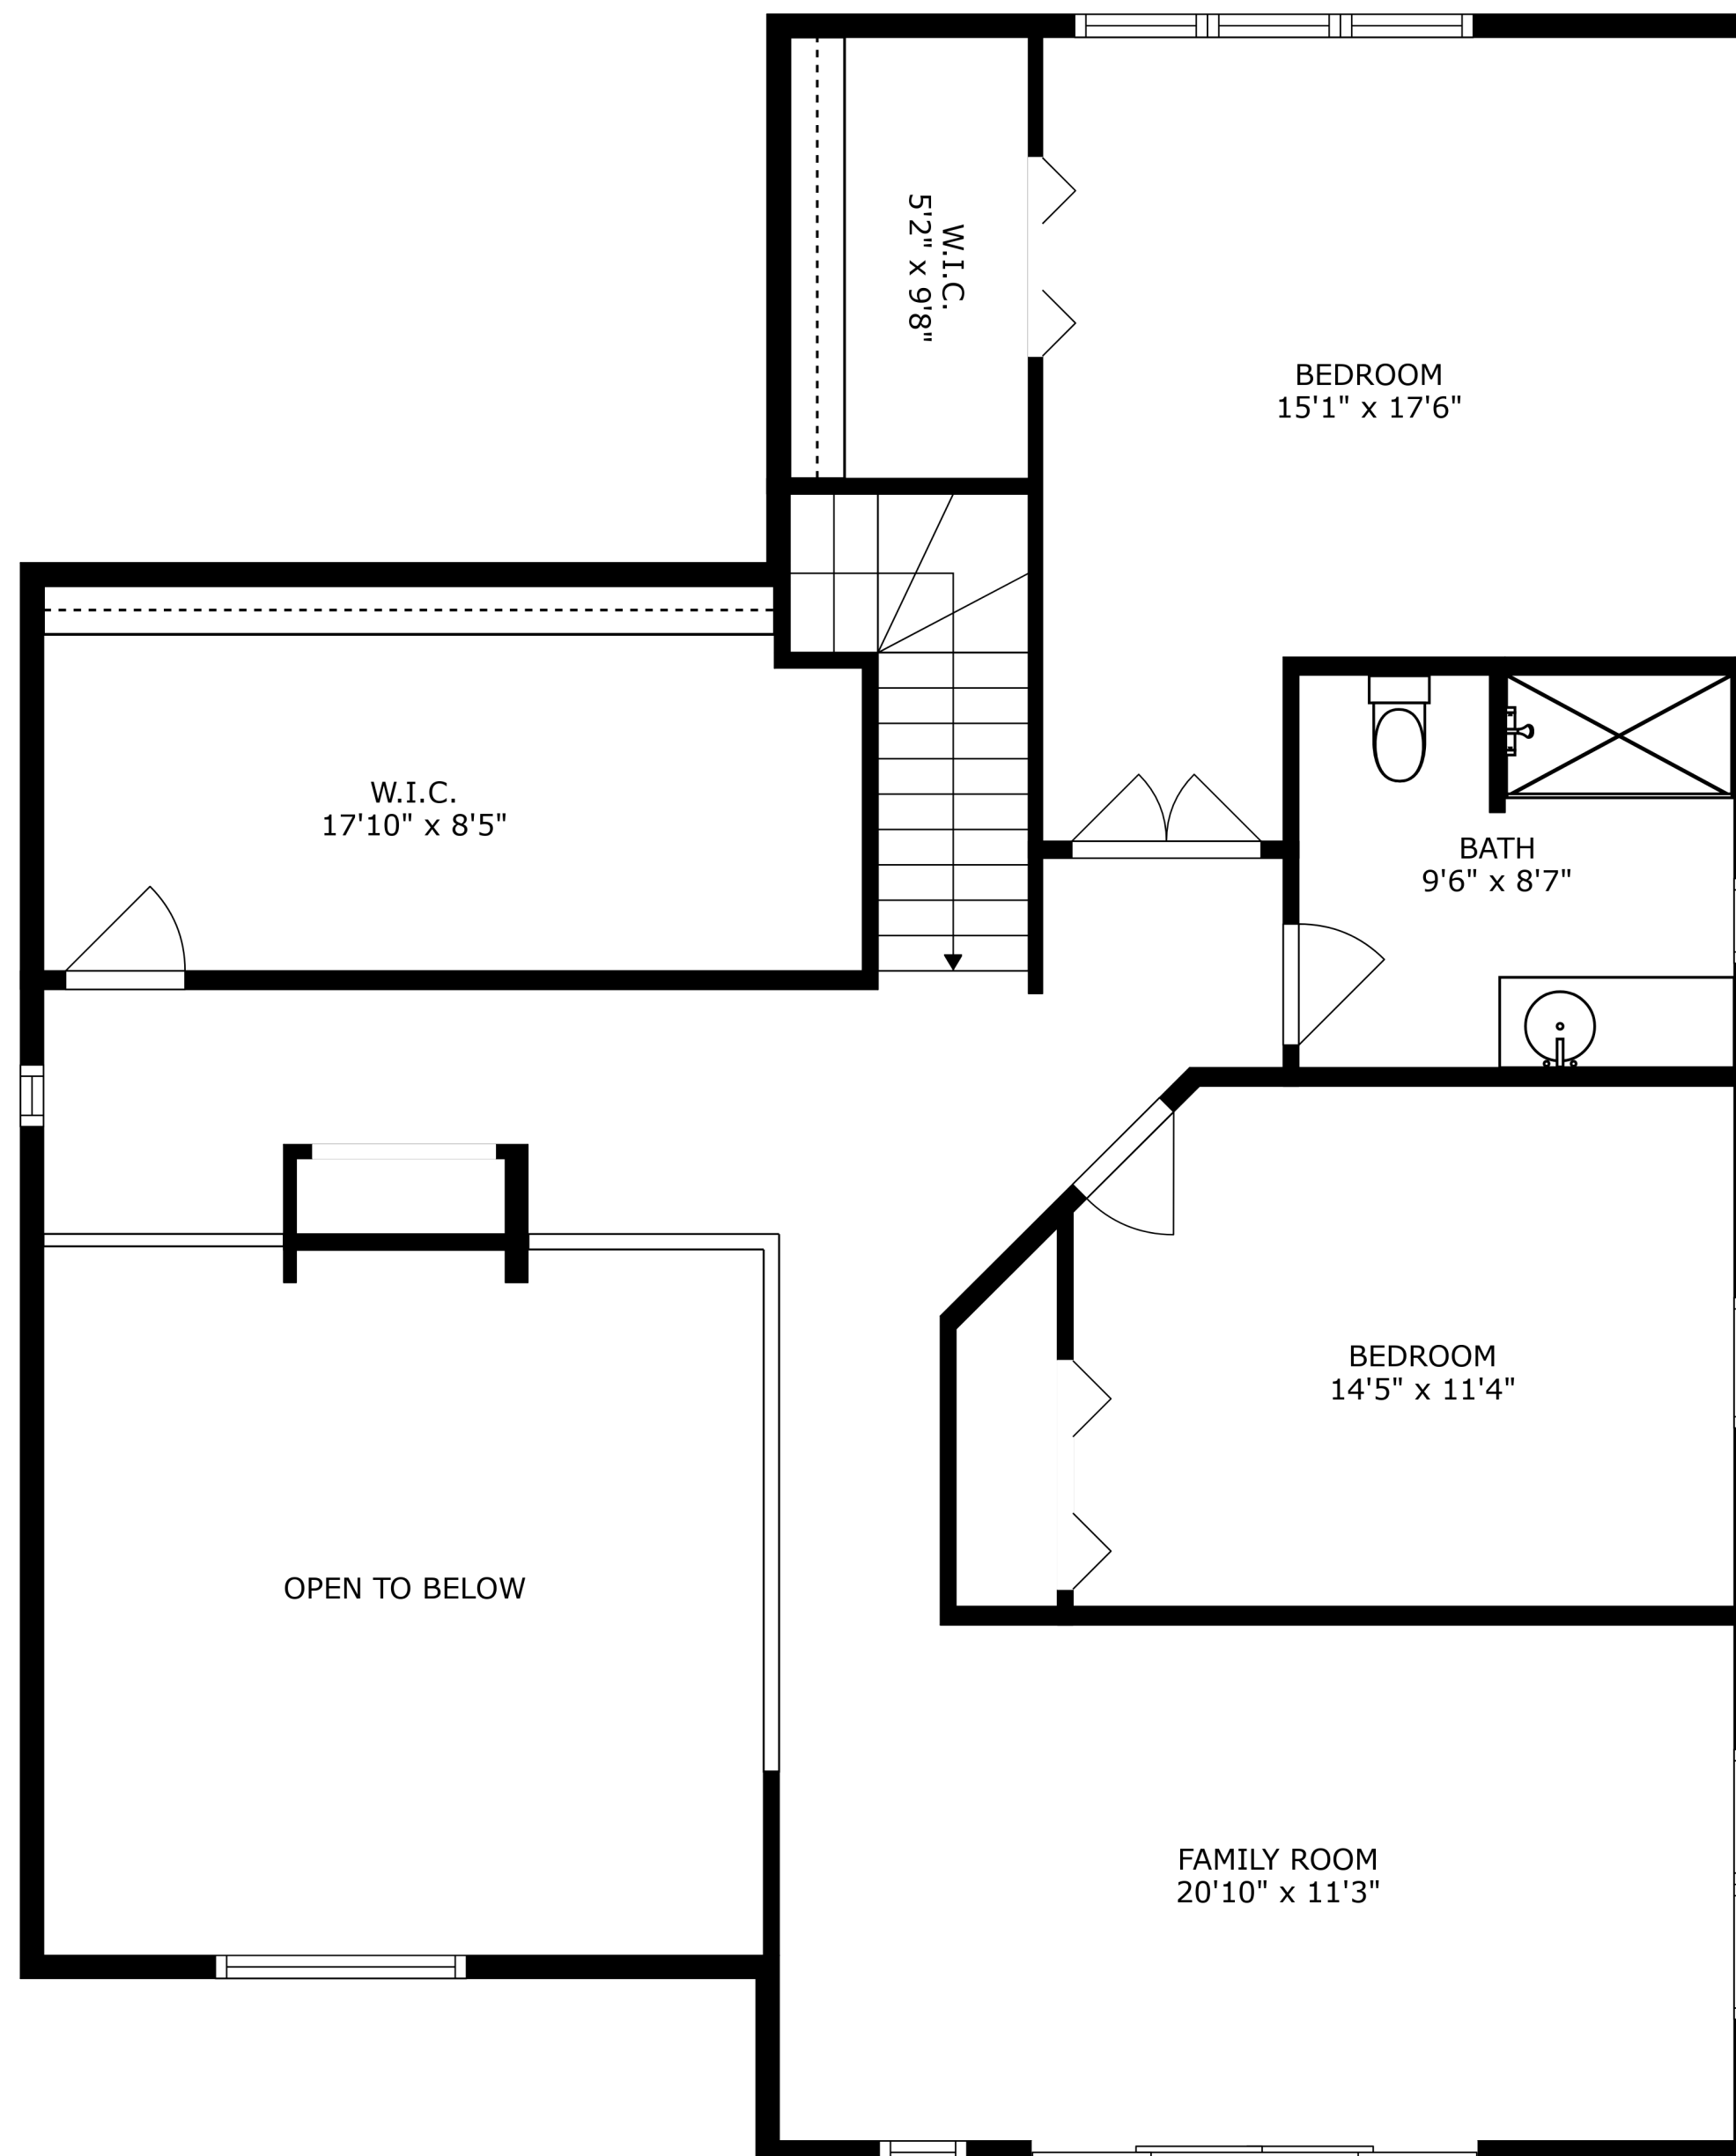 W.I.C.
5'2" x 9'8"
BEDROOM
15'1" x 17'6"
W.I.C.
17'10" x 8'5"
BATH
9'6" x 8'7"
BEDROOM
14'5" x 11'4"
OPEN TO BELOW
FAMILY ROOM
20'10" x 11'3"